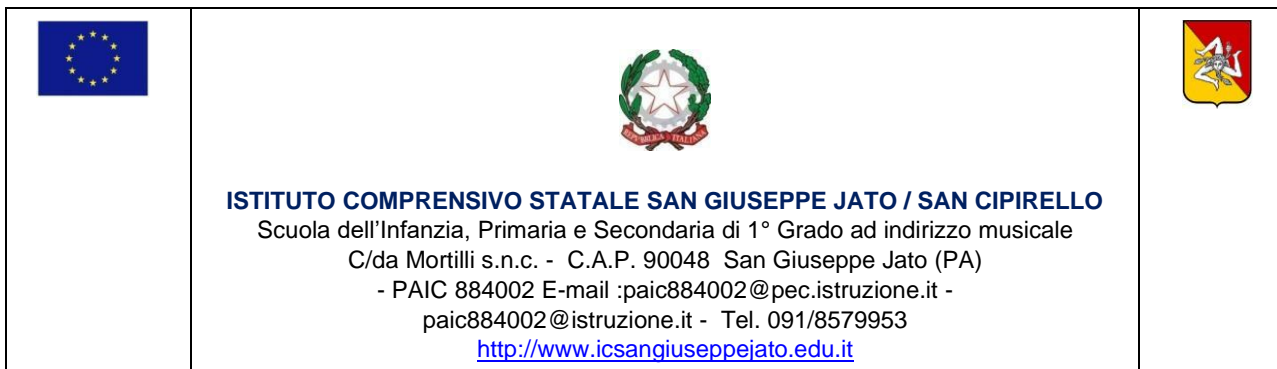 REPVBBLICA ITALIANA
ISTITUTO COMPRENSIVO STATALE SAN GIUSEPPE JATO / SAN CIPIRELLO
Scuola dell'Infanzia, Primaria e Secondaria di 1° Grado ad indirizzo musicale
C/da Mortilli s.n.c. - C.A.P. 90048 San Giuseppe Jato (PA)
- PAIC 884002 E-mail :paic884002@pec.istruzione.it -
paic884002@istruzione.it - Tel. 091/8579953
http://www.icsangiuseppejato.edu.it